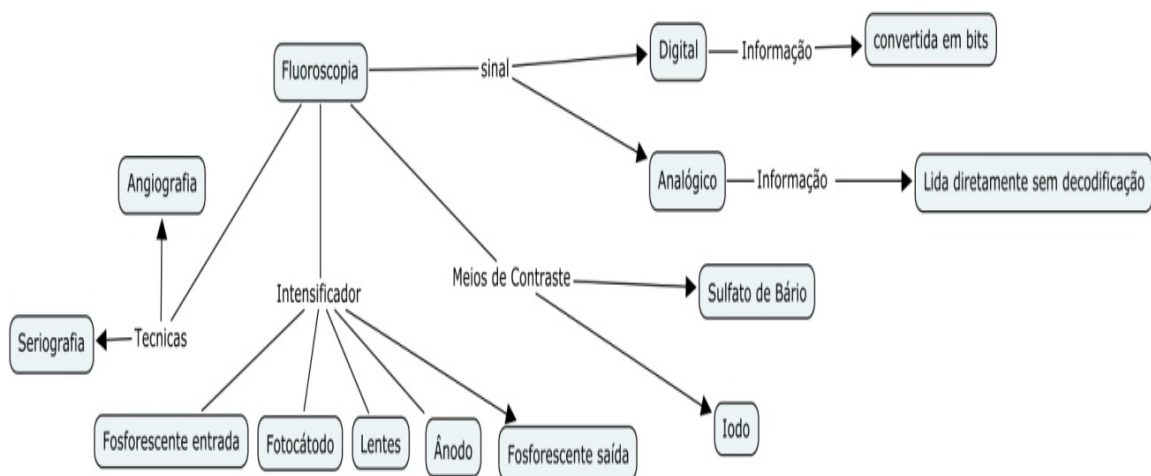 Fluoroscopia
sinal
Digital
Informação
convertida em bits
Analógico
Informação
Lida diretamente sem decodificação
Angiografia
Tecnicas
Seriografia
Intensificador
Fosforescente entrada
Fotocátodo
Lentes
Ânodo
Fosforescente saída
Meios de Contraste
Sulfato de Bário
Iodo